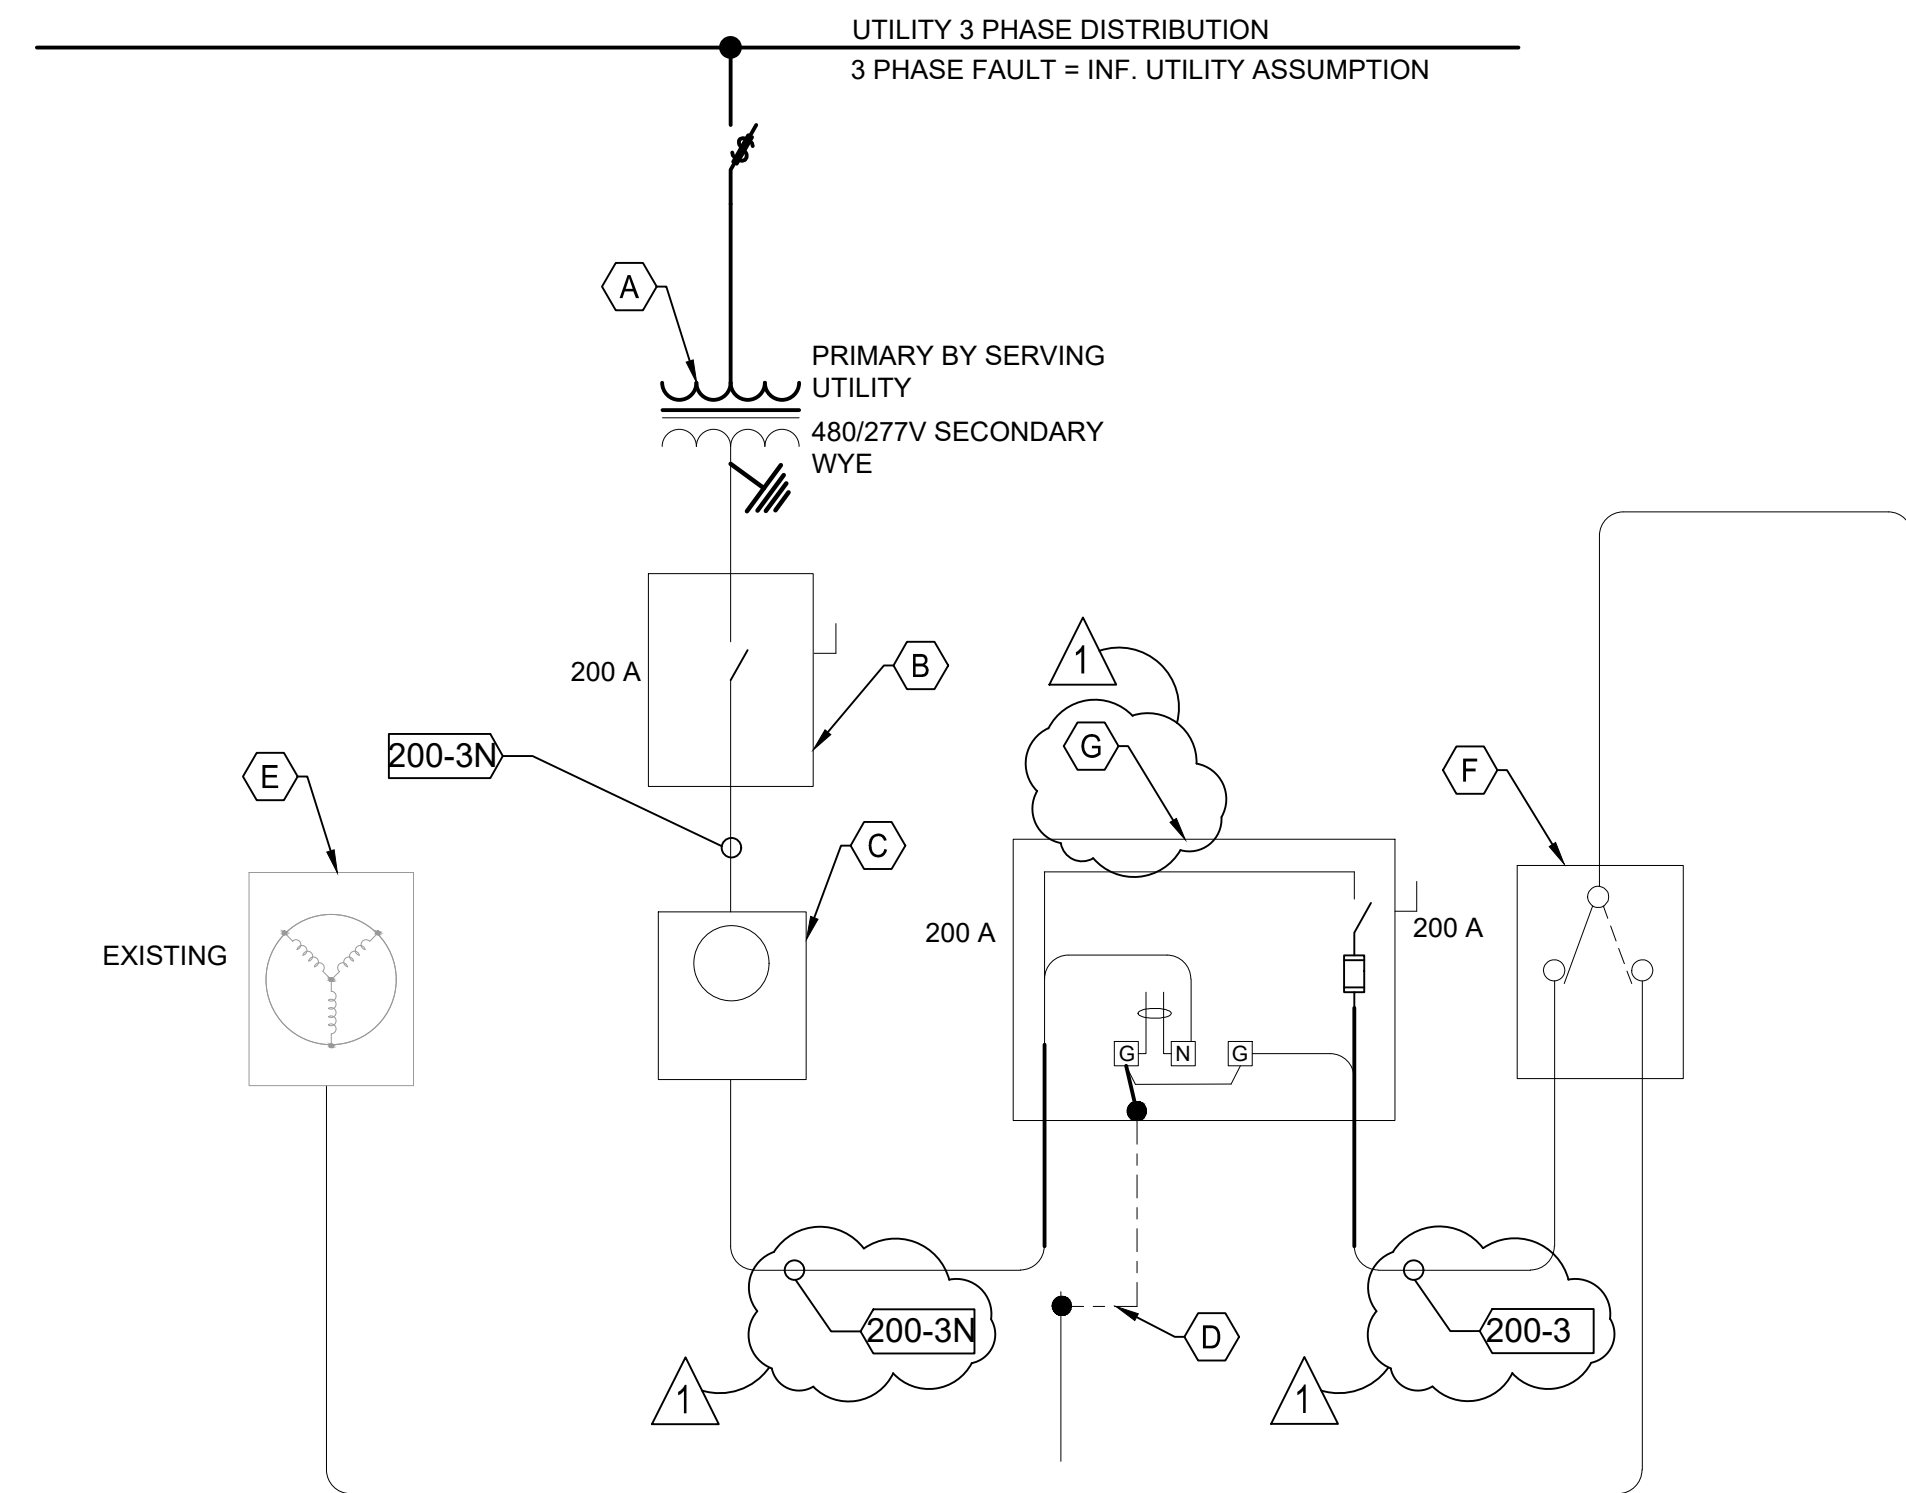 UTILITY 3 PHASE DISTRIBUTION
3 PHASE FAULT = INF. UTILITY ASSUMPTION
A
PRIMARY BY SERVING
UTILITY
480/277V SECONDARY
WYE
200 A
B
1
200-3N
G
E
F
C
200 A
200 A
EXISTING
G
N
G
200-3N
D
200-3
1
1